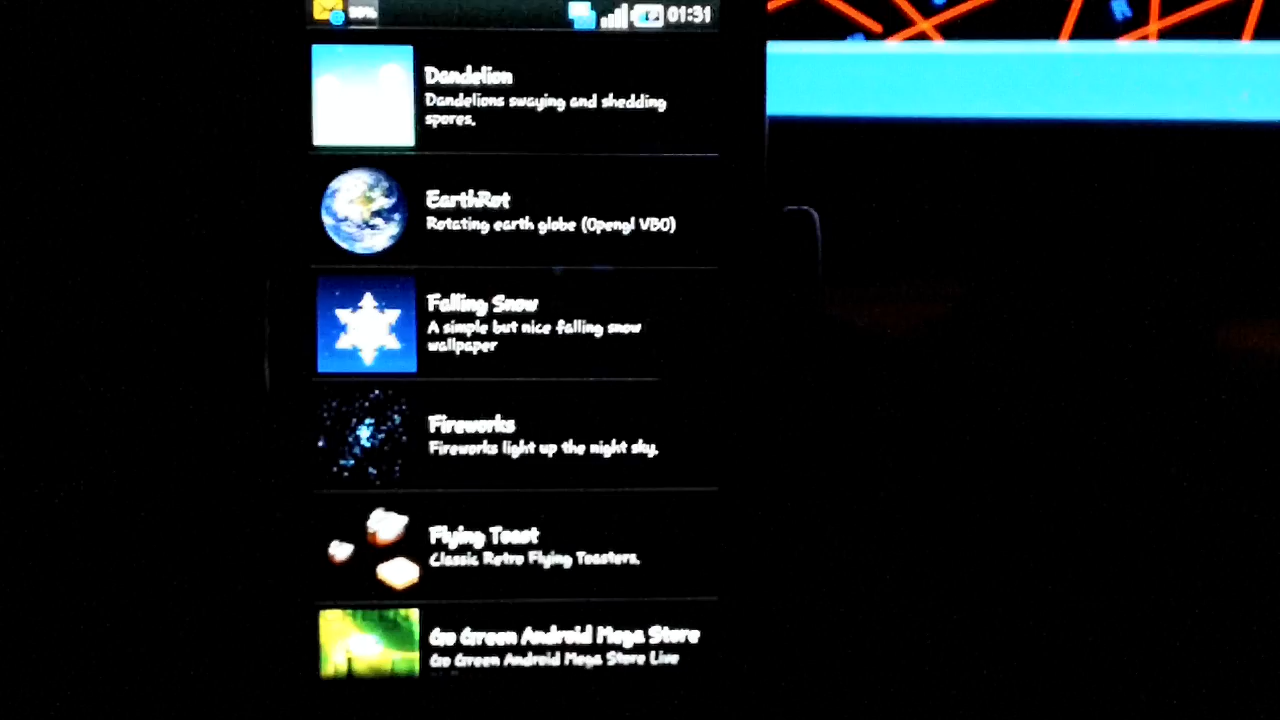 01:31
Dandelion
Dandelions swaying and shedding
spores.
EarthRot
Rotating earth globe (Opengl VBO)
Falling Snow
A simple but nice falling snow
wallpaper
Fireworks
Fireworks light up the night sky.
Flying Toast
Classic Retro Flying Toasters.
Go Green Android Mega Store
Go Green Android Mega Store Live